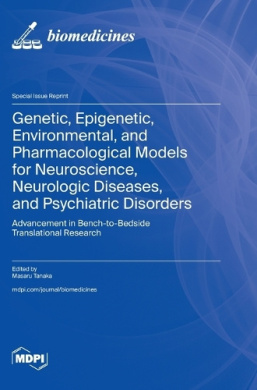 biomedicines
Special Issue Reprint
Genetic, Epigenetic,
Environmental, and
Pharmacological Models
for Neuroscience,
Neurologic Diseases,
and Psychiatric Disorders
Advancement in Bench-to-Bedside
Translational Research
Edited by
Masaru Tanaka
mdpi.com/journal/biomedicines
MDPI